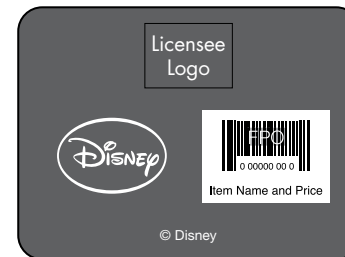 Licensee
Logo
Disney
FPO
0 00000 00 0
Item Name and Price
© Disney